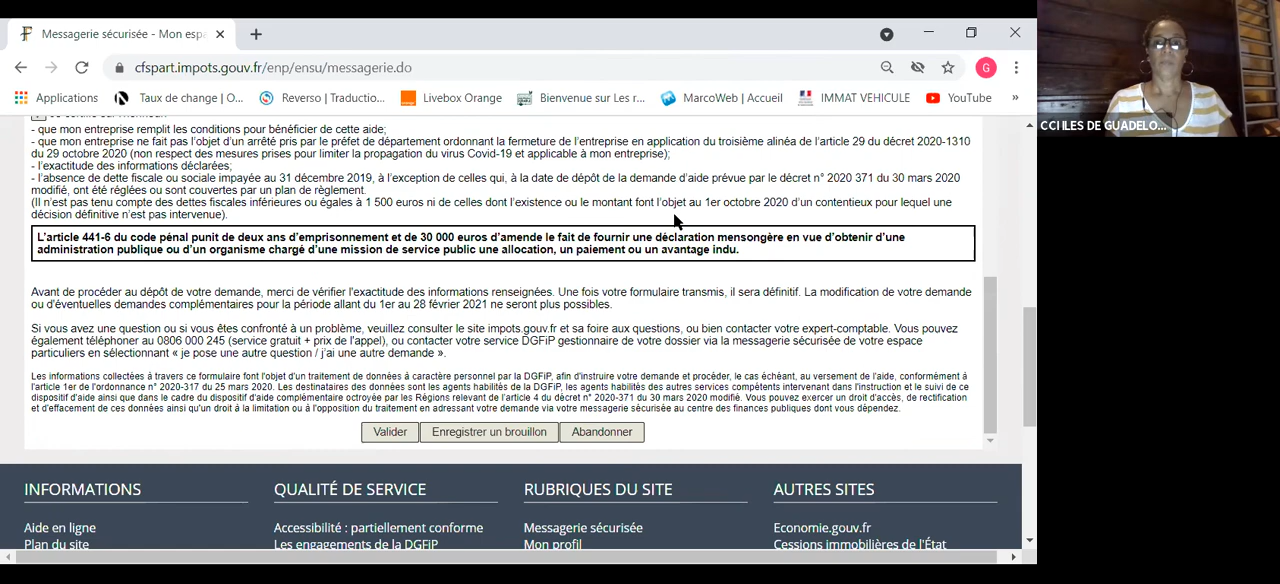 Messagerie sécurisée - Mon espa
cfspart.impots.gouv.fr/enp/ensu/messagerie.do
G
Applications
Taux de change | O...
Reverso | Traductio...
Livebox Orange
Bienvenue sur Les r...
MarcoWeb | Accueil
IMMAT VEHICULE
YouTube
»
CCI ILES DE GUADELO...
- que mon entreprise remplit les conditions pour bénéficier de cette aide;
- que mon entreprise ne fait pas l'objet d'un arrêté pris par le préfet de département ordonnant la fermeture de l'entreprise en application du troisième alinéa de l'article 29 du décret 2020-1310
du 29 octobre 2020 (non respect des mesures prises pour limiter la propagation du virus Covid-19 et applicable à mon entreprise);
- l'exactitude des informations déclarées;
- l'absence de dette fiscale ou sociale impayée au 31 décembre 2019, à l'exception de celles qui, à la date de dépôt de la demande d'aide prévue par le décret n° 2020 371 du 30 mars 2020
modifié, ont été réglées ou sont couvertes par un plan de règlement.
(Il n'est pas tenu compte des dettes fiscales inférieures ou égales à 1 500 euros ni de celles dont l'existence ou le montant font l'objet au 1er octobre 2020 d'un contentieux pour lequel une
décision définitive n'est pas intervenue).
L'article 441-6 du code pénal punit de deux ans d'emprisonnement et de 30 000 euros d'amende le fait de fournir une déclaration mensongère en vue d'obtenir d'une
administration publique ou d'un organisme chargé d'une mission de service public une allocation, un paiement ou un avantage indu.
Avant de procéder au dépôt de votre demande, merci de vérifier l'exactitude des informations renseignées. Une fois votre formulaire transmis, il sera définitif. La modification de votre demande
ou d'éventuelles demandes complémentaires pour la période allant du 1er au 28 février 2021 ne seront plus possibles.
Si vous avez une question ou si vous êtes confronté à un problème, veuillez consulter le site impots.gouv.fr et sa foire aux questions, ou bien contacter votre expert-comptable. Vous pouvez
également téléphoner au 0806 000 245 (service gratuit + prix de l'appel), ou contacter votre service DGFiP gestionnaire de votre dossier via la messagerie sécurisée de votre espace
particuliers en sélectionnant « je pose une autre question / j'ai une autre demande ».
Les informations collectées à travers ce formulaire font l'objet d'un traitement de données à caractère personnel par la DGFiP, afin d'instruire votre demande et procéder, le cas échéant, au versement de l'aide, conformément à
l'article 1er de l'ordonnance n° 2020-317 du 25 mars 2020. Les destinataires des données sont les agents habilités de la DGFiP, les agents habilités des autres services compétents intervenant dans l'instruction et le suivi de ce
dispositif d'aide ainsi que dans le cadre du dispositif d'aide complémentaire octroyée par les Régions relevant de l'article 4 du décret n° 2020-371 du 30 mars 2020 modifié. Vous pouvez exercer un droit d'accès, de rectification
et d'effacement de ces données ainsi qu'un droit à la limitation ou à l'opposition du traitement en adressant votre demande via votre messagerie sécurisée au centre des finances publiques dont vous dépendez.
Valider
Enregistrer un brouillon
Abandonner
INFORMATIONS
QUALITÉ DE SERVICE
RUBRIQUES DU SITE
AUTRES SITES
Aide en ligne
Accessibilité : partiellement conforme
Messagerie sécurisée
Economie.gouv.fr
Plan du site
Les engagements de la DGFiP
Mon profil
Cessions immobilières de l'État